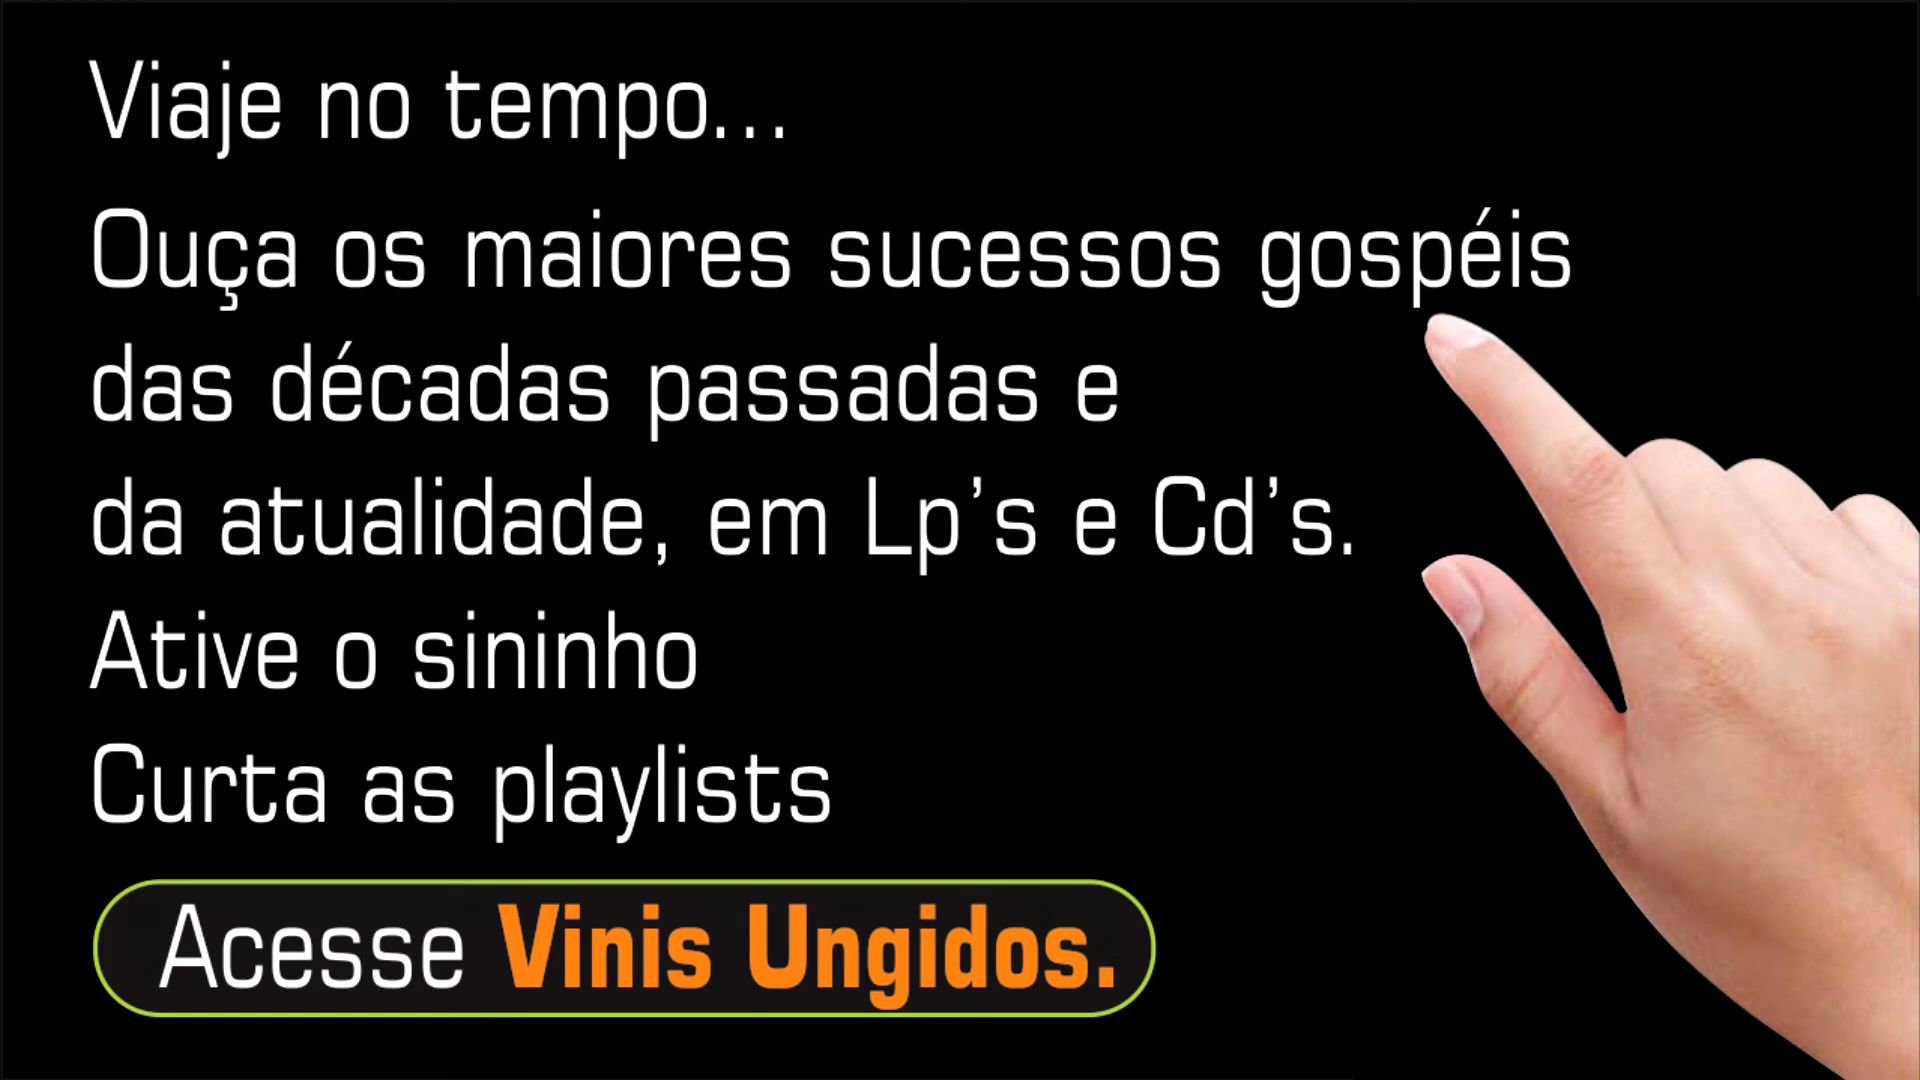 Viaje no tempo...
Ouça os maiores sucessos gospéis
das décadas passadas e
da atualidade, em Lp’s e Cd’s.
Ative o sininho
Curta as playlists
Acesse Vinis Ungidos.